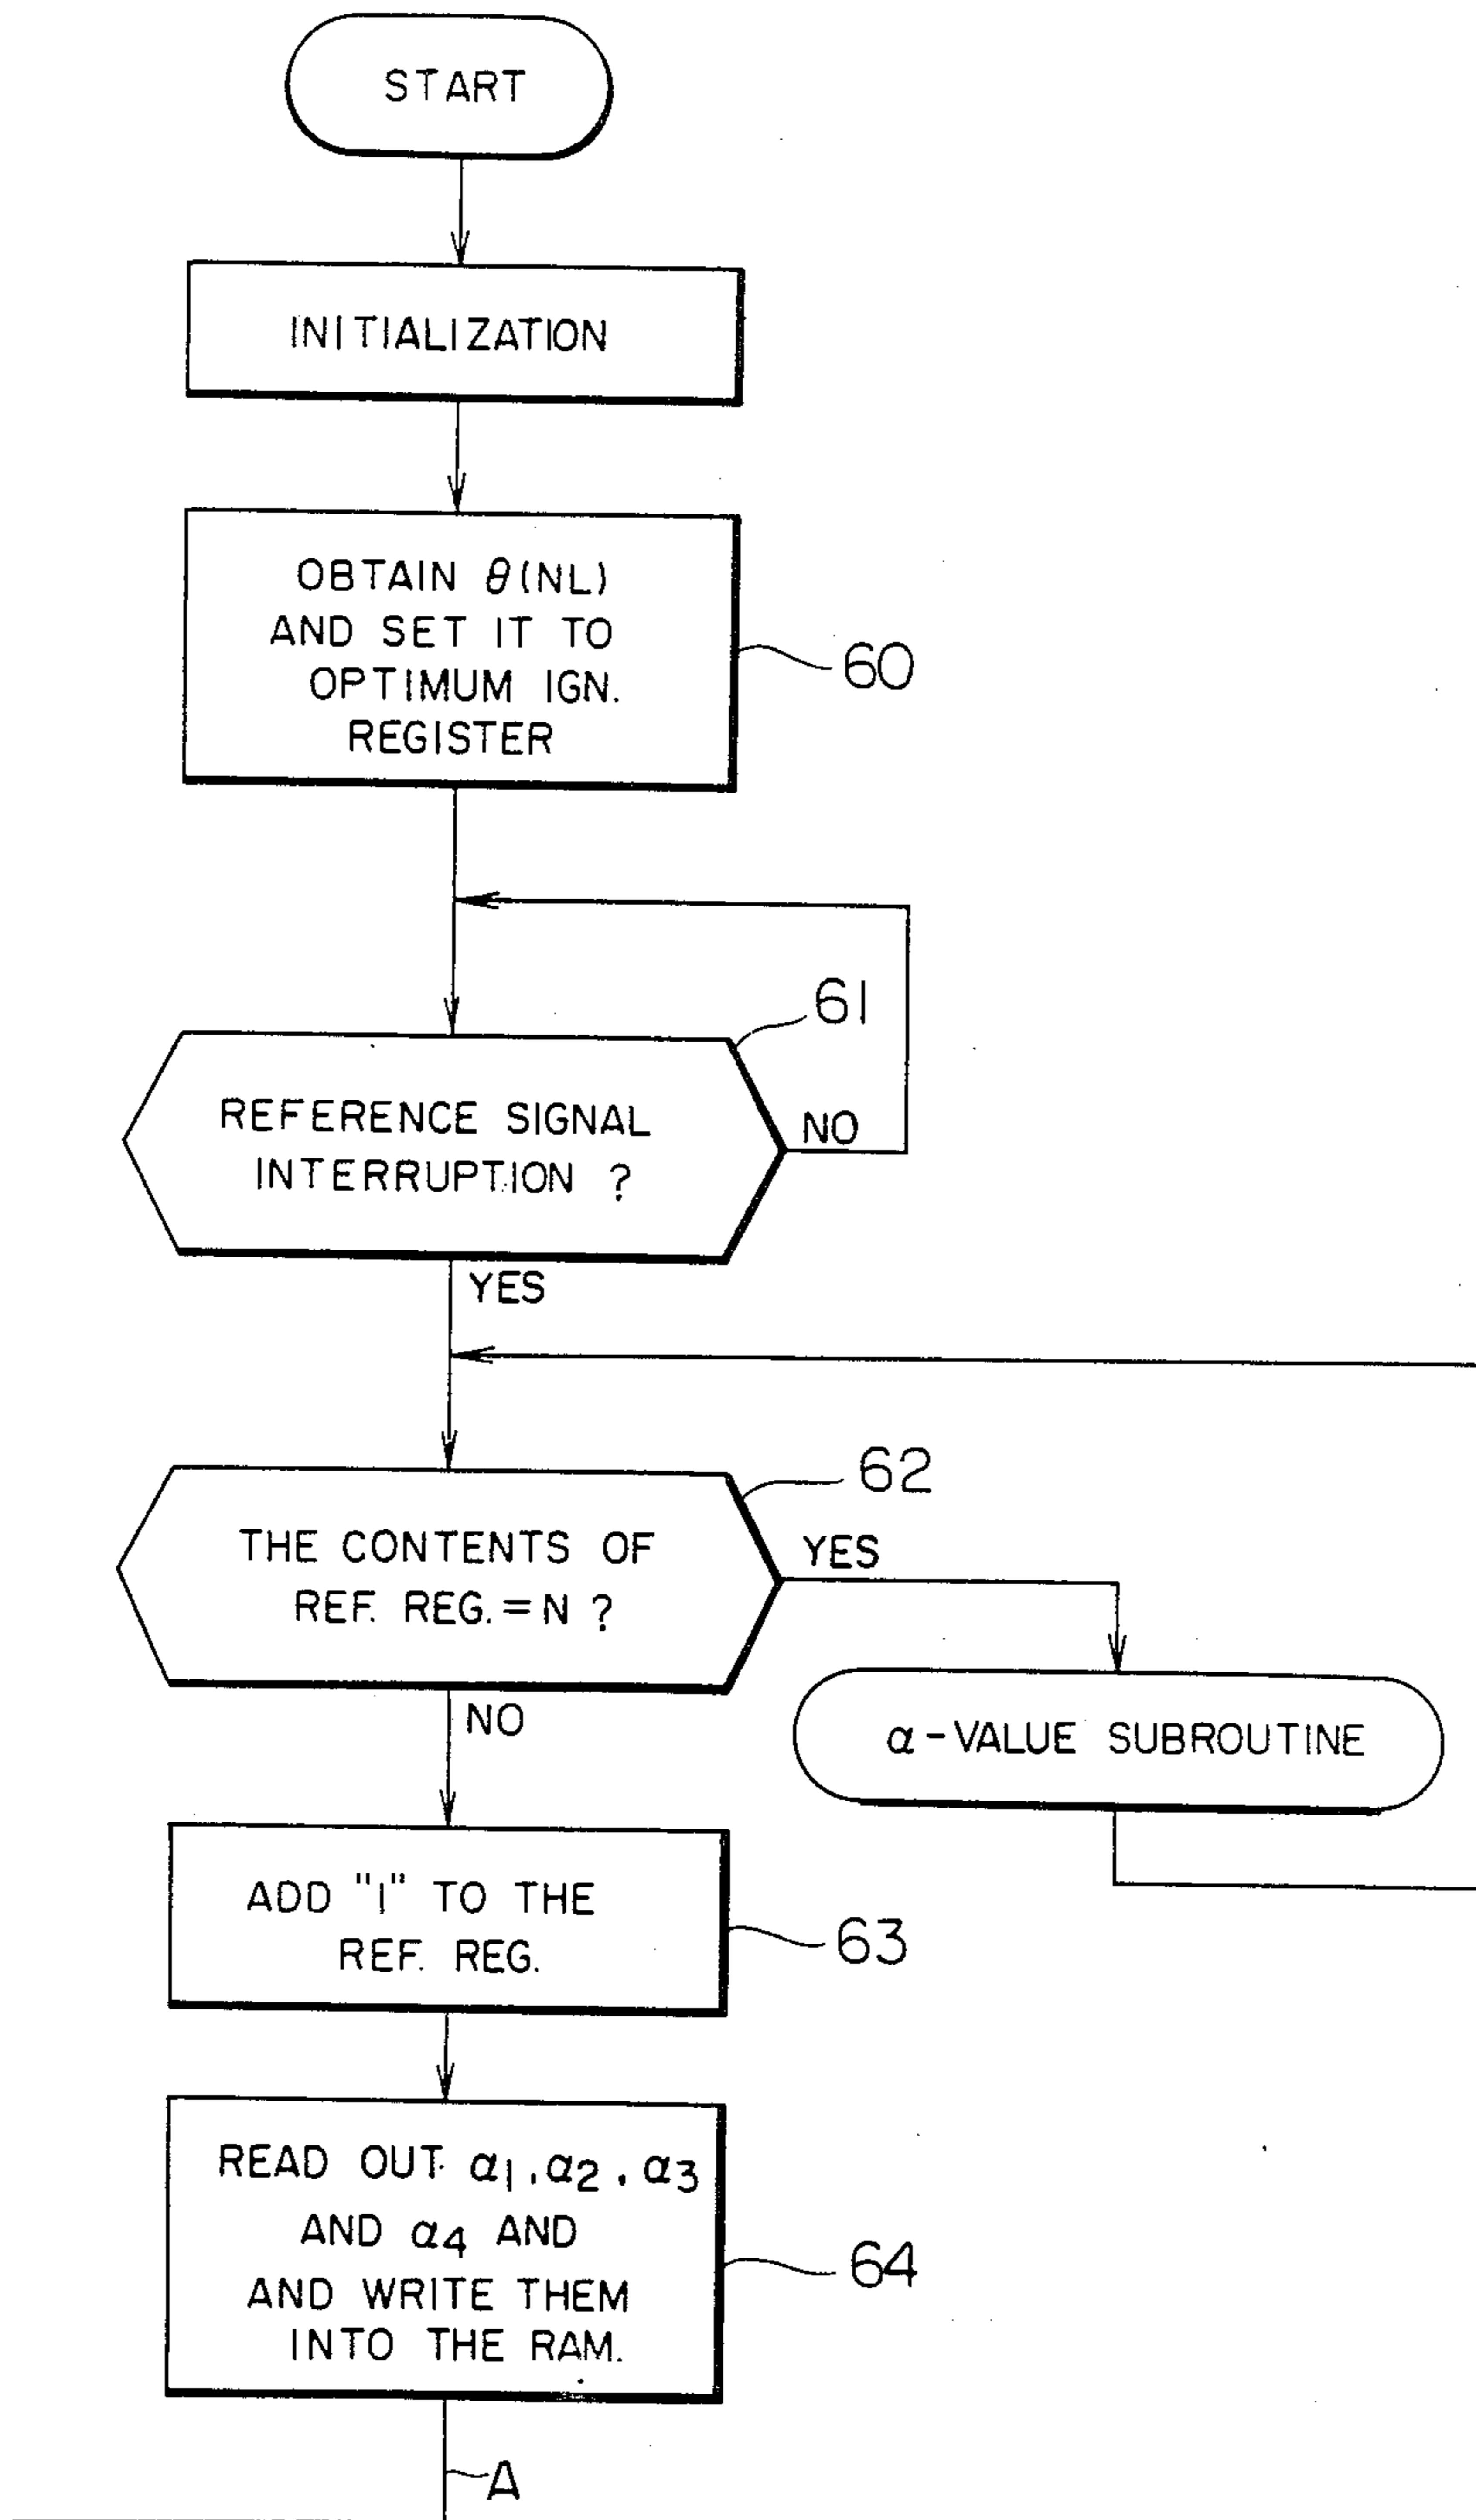 START
INITIALIZATION
OBTAIN θ(NL)
AND SET IT TO
OPTIMUM IGN.
REGISTER
60
61
REFERENCE SIGNAL
INTERRUPTION ?
NO
YES
62
THE CONTENTS OF
REF. REG. = N ?
YES
NO
α-VALUE SUBROUTINE
ADD "1" TO THE
REF. REG.
63
READ OUT α1, α2, α3
AND α4 AND
AND WRITE THEM
INTO THE RAM.
64
A